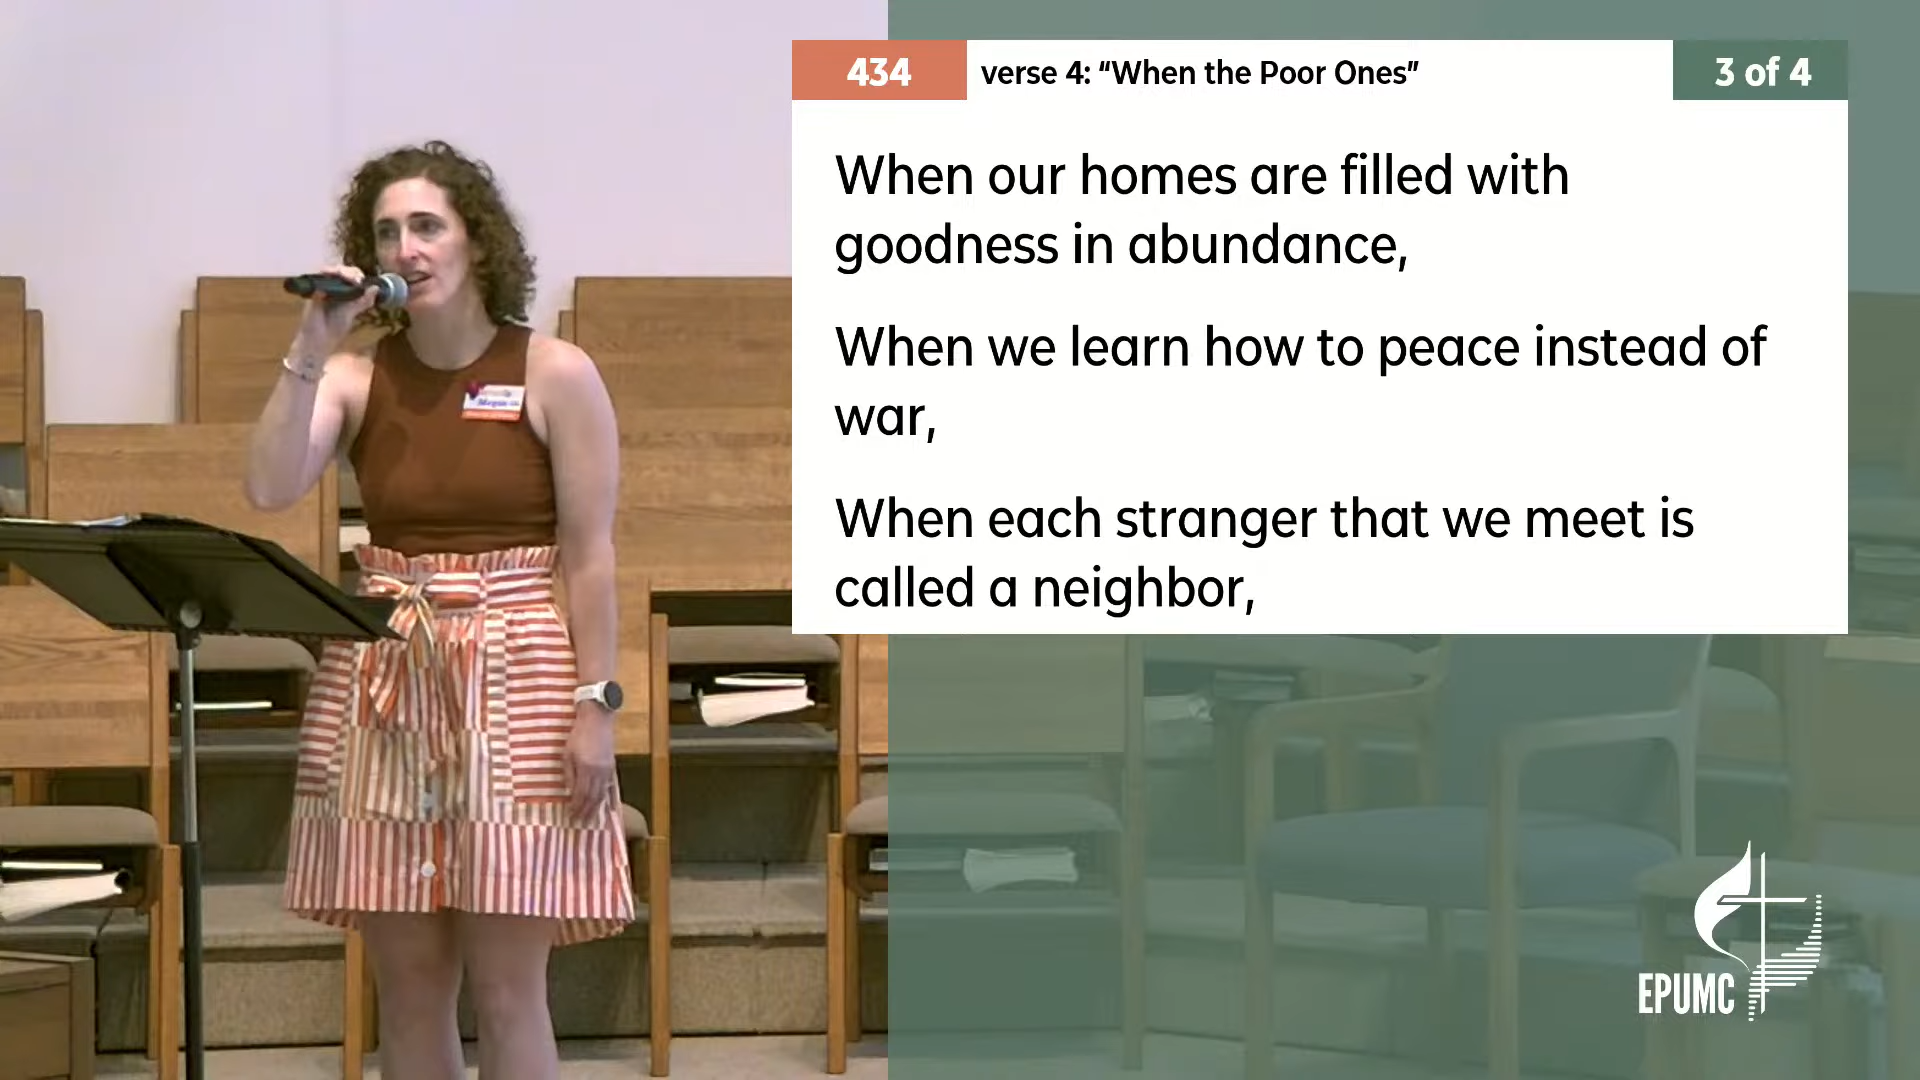 434
verse 4: “When the Poor Ones”
3 of 4
When our homes are filled with
goodness in abundance,
When we learn how to peace instead of
war,
When each stranger that we meet is
called a neighbor,
EPUMC